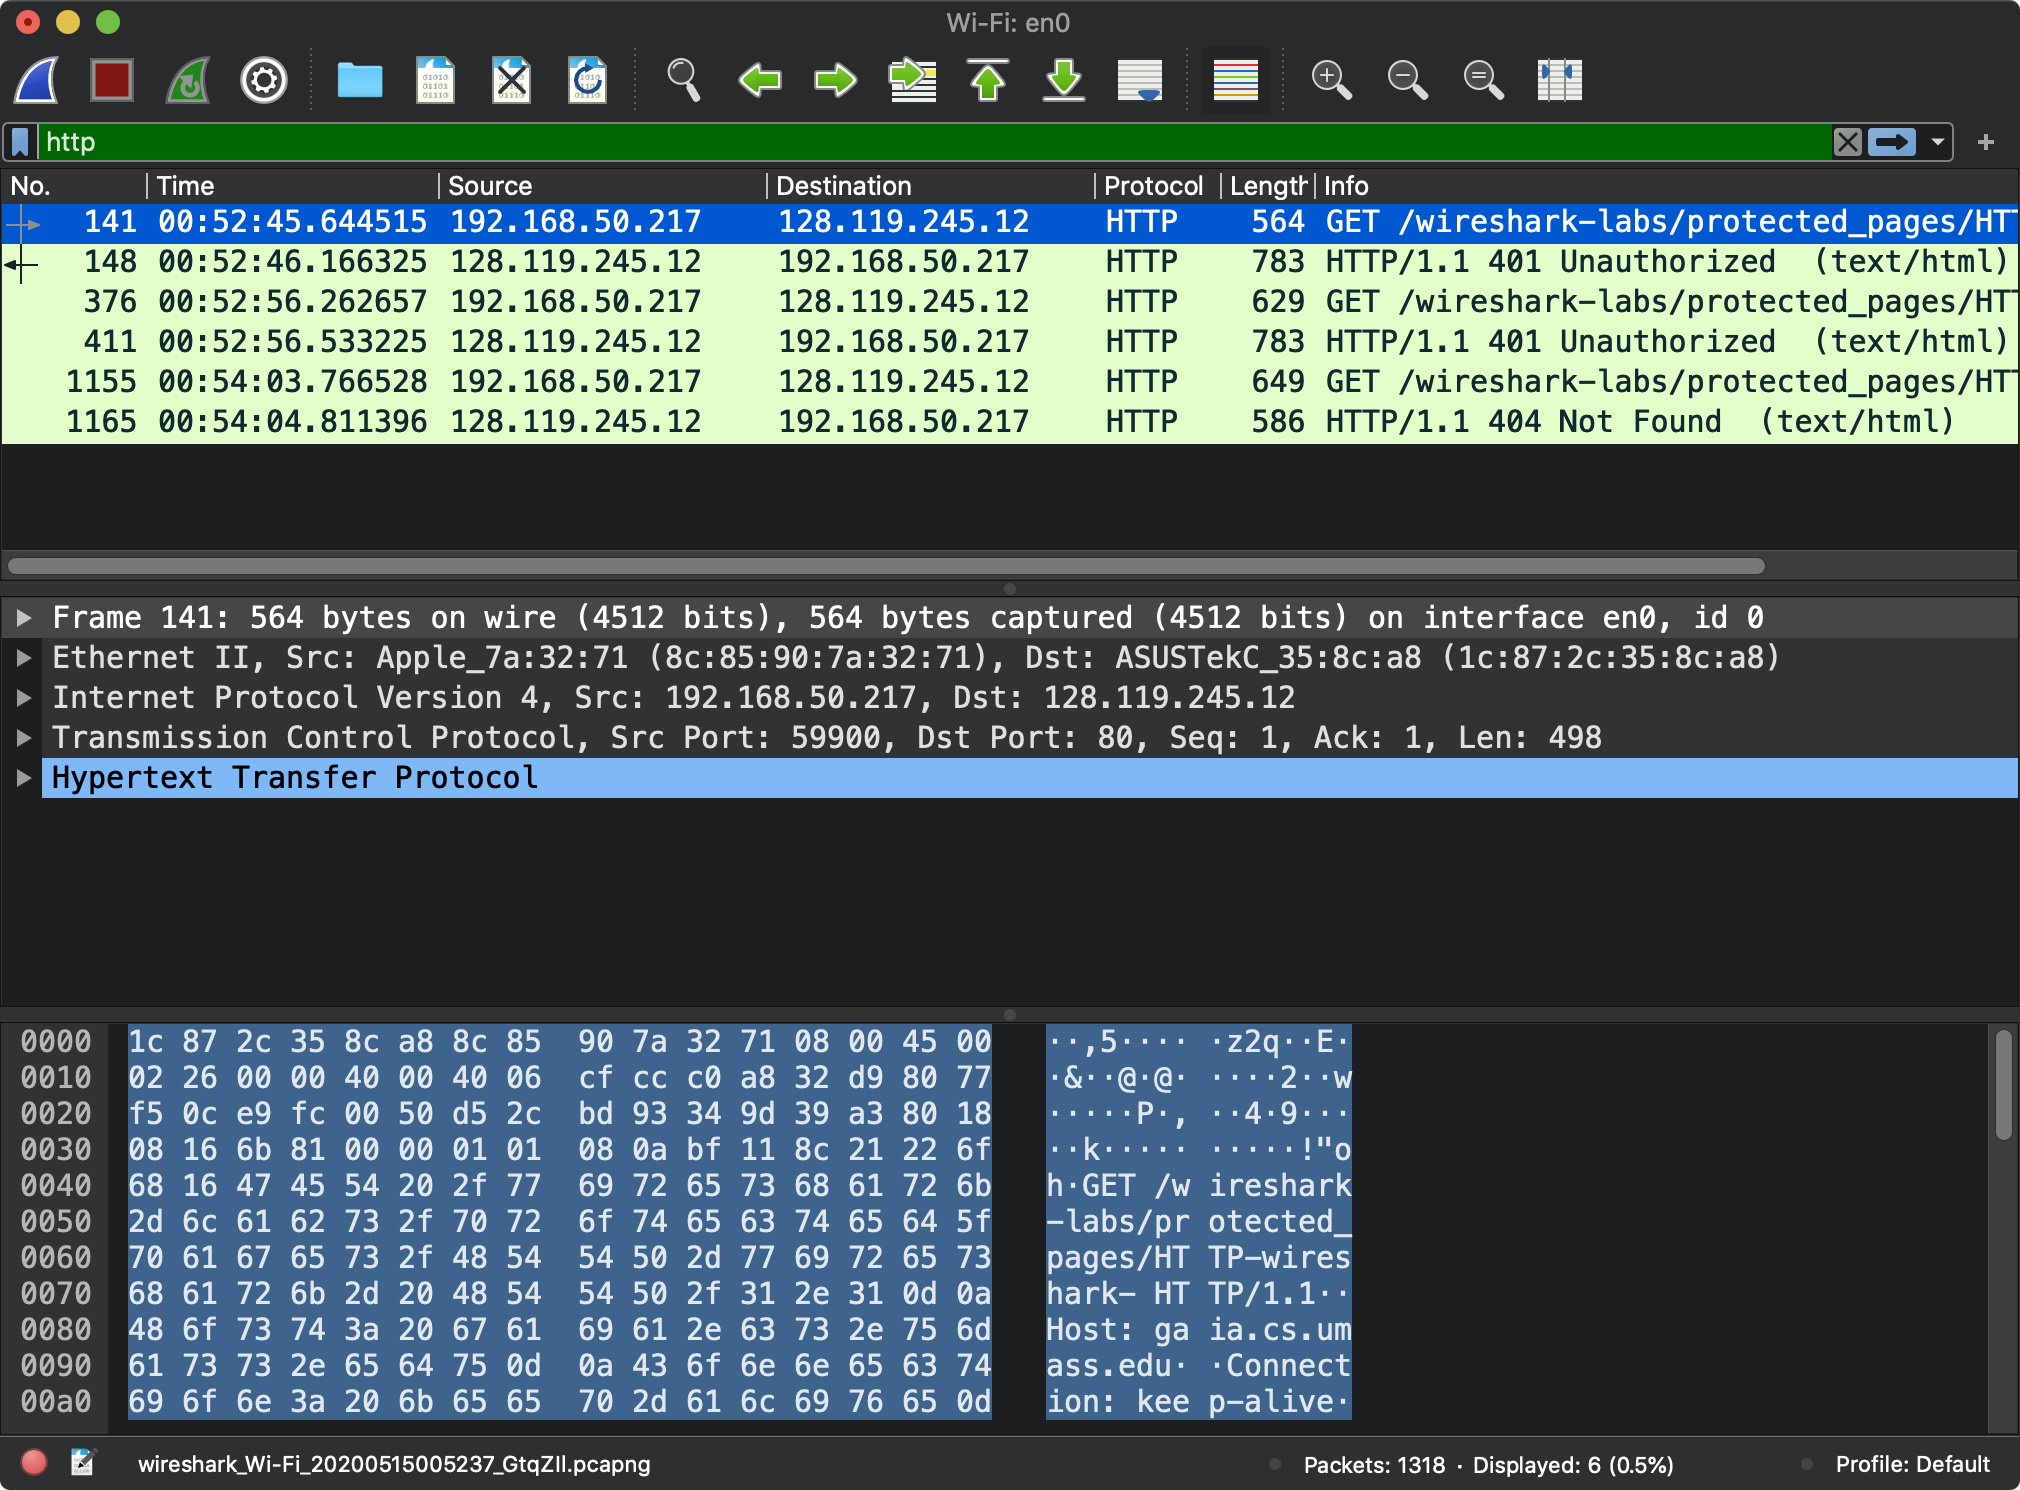 Wi-Fi: en0
http
No. Time Source Destination Protocol Length Info
141 00:52:45.644515 192.168.50.217 128.119.245.12 HTTP 564 GET /wireshark-labs/protected_pages/HT
148 00:52:46.166325 128.119.245.12 192.168.50.217 HTTP 783 HTTP/1.1 401 Unauthorized (text/html)
376 00:52:56.262657 192.168.50.217 128.119.245.12 HTTP 629 GET /wireshark-labs/protected_pages/HT
411 00:52:56.533225 128.119.245.12 192.168.50.217 HTTP 783 HTTP/1.1 401 Unauthorized (text/html)
1155 00:54:03.766528 192.168.50.217 128.119.245.12 HTTP 649 GET /wireshark-labs/protected_pages/HT
1165 00:54:04.811396 128.119.245.12 192.168.50.217 HTTP 586 HTTP/1.1 404 Not Found (text/html)
Frame 141: 564 bytes on wire (4512 bits), 564 bytes captured (4512 bits) on interface en0, id 0
Ethernet II, Src: Apple_7a:32:71 (8c:85:90:7a:32:71), Dst: ASUSTekC_35:8c:a8 (1c:87:2c:35:8c:a8)
Internet Protocol Version 4, Src: 192.168.50.217, Dst: 128.119.245.12
Transmission Control Protocol, Src Port: 59900, Dst Port: 80, Seq: 1, Ack: 1, Len: 498
Hypertext Transfer Protocol
0000 1c 87 2c 35 8c a8 8c 85 90 7a 32 71 08 00 45 00 ··,5···· ·z2q··E·
0010 02 26 00 00 40 00 40 06 cf cc c0 a8 32 d9 80 77 ·&··@·@· ····2··w
0020 f5 0c e9 fc 00 50 d5 2c bd 93 34 9d 39 a3 80 18 ·····P·, ··4·9···
0030 08 16 6b 81 00 00 01 01 08 0a bf 11 8c 21 22 6f ··k····· ·····!"o
0040 68 16 47 45 54 20 2f 77 69 72 65 73 68 61 72 6b h·GET /w ireshark
0050 2d 6c 61 62 73 2f 70 72 6f 74 65 63 74 65 64 5f -labs/pr otected_
0060 70 61 67 65 73 2f 48 54 54 50 2d 77 69 72 65 73 pages/HT TP-wires
0070 68 61 72 6b 2d 20 48 54 54 50 2f 31 2e 31 0d 0a hark- HT TP/1.1··
0080 48 6f 73 74 3a 20 67 61 69 61 2e 63 73 2e 75 6d Host: ga ia.cs.um
0090 61 73 73 2e 65 64 75 0d 0a 43 6f 6e 6e 65 63 74 ass.edu· ·Connect
00a0 69 6f 6e 3a 20 6b 65 65 70 2d 61 6c 69 76 65 0d ion: kee p-alive·
wireshark_Wi-Fi_20200515005237_GtqZII.pcapng Packets: 1318 · Displayed: 6 (0.5%) Profile: Default